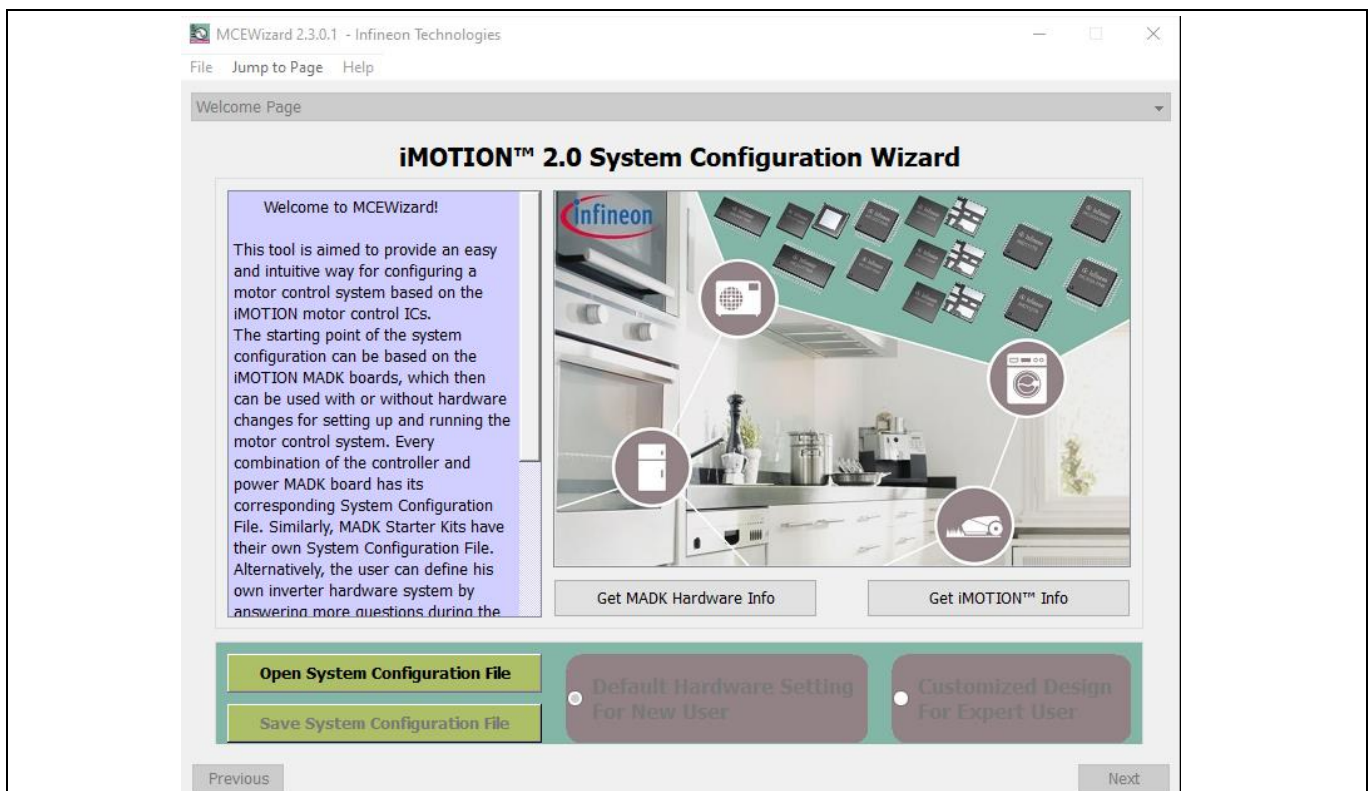 MCEWizard 2.3.0.1 - Infineon Technologies
File Jump to Page Help
Welcome Page
iMOTION™ 2.0 System Configuration Wizard
Welcome to MCEWizard!
This tool is aimed to provide an easy
and intuitive way for configuring a
motor control system based on the
iMOTION motor control ICs.
The starting point of the system
configuration can be based on the
iMOTION MADK boards, which then
can be used with or without hardware
changes for setting up and running the
motor control system. Every
combination of the controller and
power MADK board has its
corresponding System Configuration
File. Similarly, MADK Starter Kits have
their own System Configuration File.
Alternatively, the user can define his
own inverter hardware system by
answering more questions during the
infineon
Get MADK Hardware Info
Get iMOTION™ Info
Open System Configuration File
Save System Configuration File
Default Hardware Setting
For New User
Customized Design
For Expert User
Previous
Next